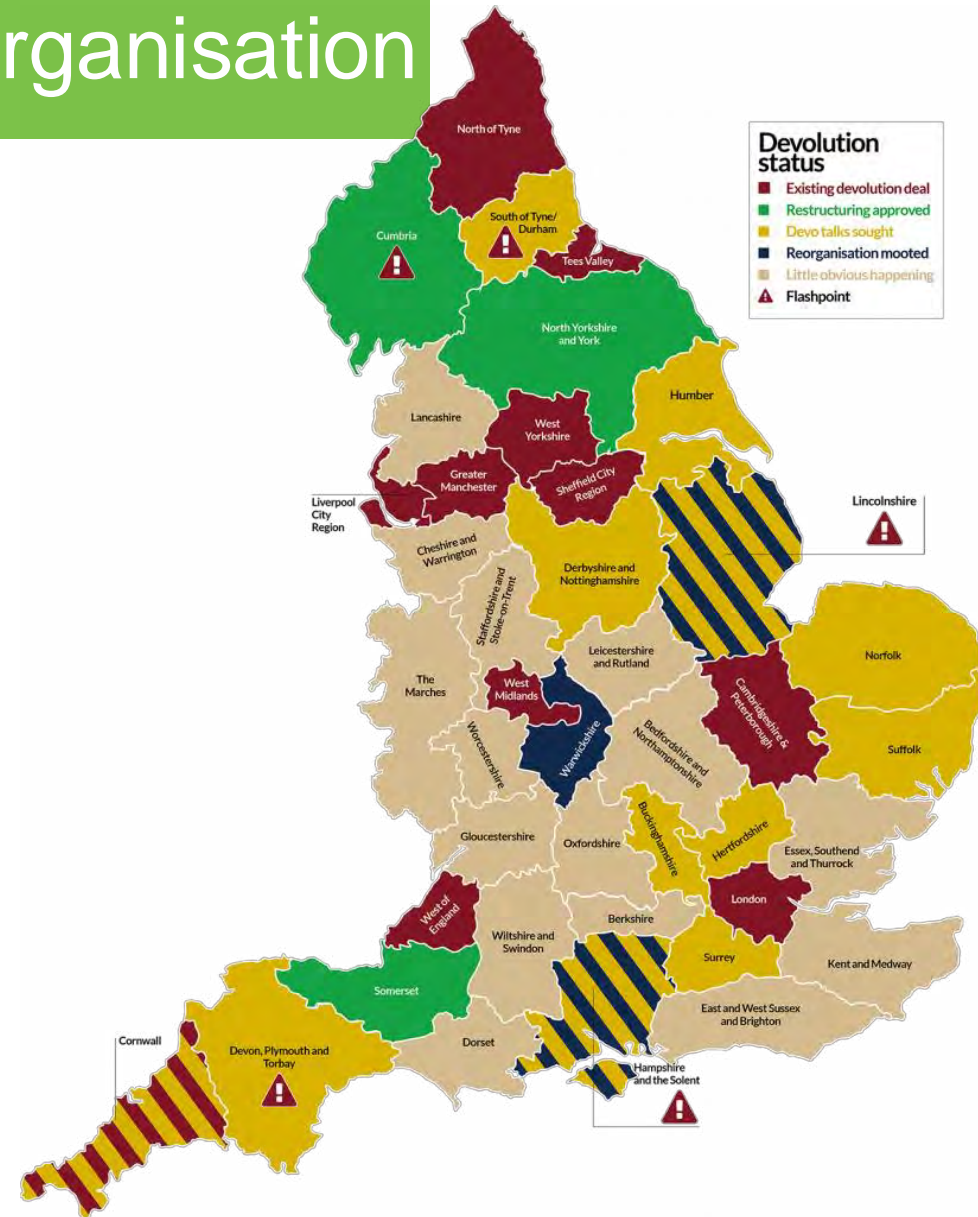 rganisation
North of Tyne
Devolution
status
Existing devolution deal
Restructuring approved
Devo talks sought
Reorganisation mooted
Little obvious happening
Flashpoint
South of Tyne/
Durham
Cumbria
Tees Valley
North Yorkshire
and York
Humber
Lancashire
West
Yorkshire
Greater
Manchester
Sheffield City
Region
Liverpool
City
Region
Lincolnshire
Cheshire and
Warrington
Derbyshire and
Nottinghamshire
Staffordshire and
Stoke-on-Trent
Leicestershire
and Rutland
Norfolk
The
Marches
West
Midlands
Cambridgeshire &
Peterborough
Warwickshire
Worcestershire
Bedfordshire and
Northamptonshire
Suffolk
Gloucestershire
Oxfordshire
Buckinghamshire
Hertfordshire
Essex, Southend
and Thurrock
West of
England
London
Berkshire
Wiltshire and
Swindon
Surrey
Kent and Medway
Somerset
East and West Sussex
and Brighton
Cornwall
Devon, Plymouth and
Torbay
Dorset
Hampshire
and the Solent